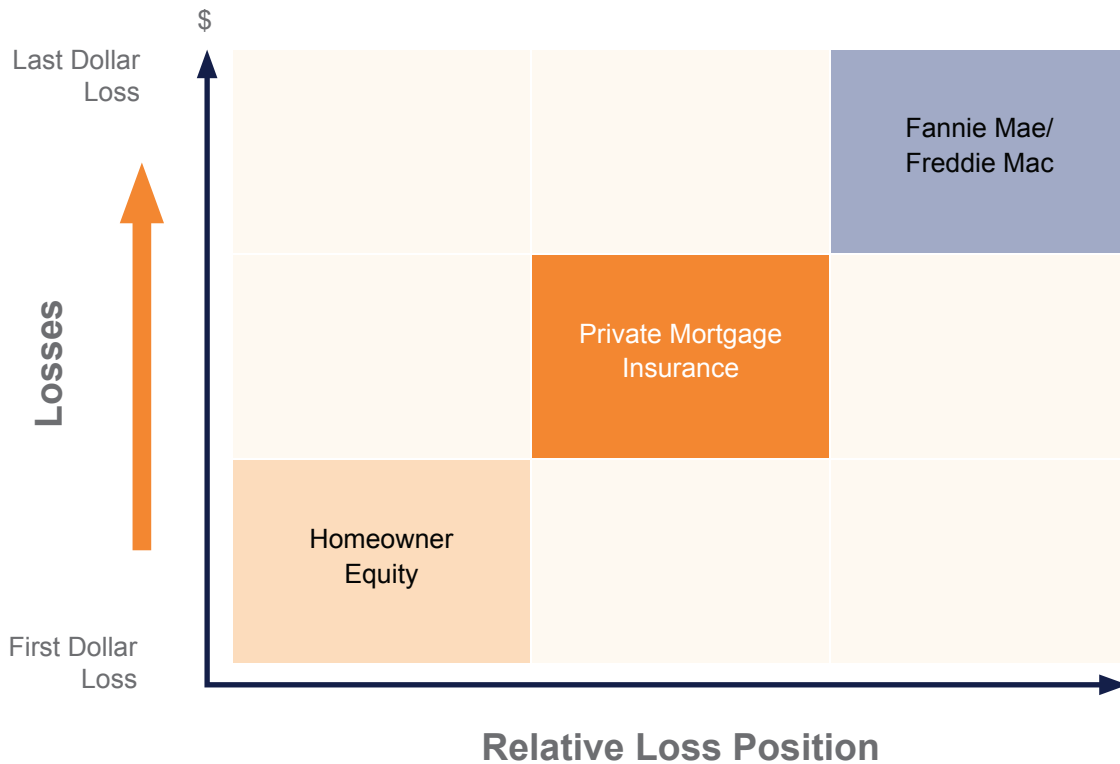 $
Last Dollar
Loss
Fannie Mae/
Freddie Mac
Losses
Private Mortgage
Insurance
Homeowner
Equity
First Dollar
Loss
Relative Loss Position